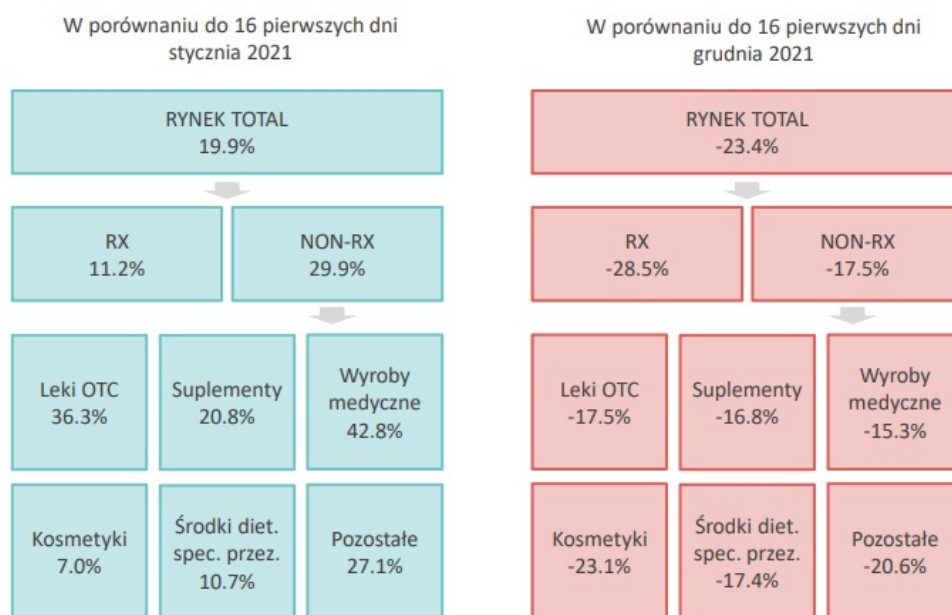 W porównaniu do 16 pierwszych dni
stycznia 2021
RYNEK TOTAL
19.9%
RX
11.2%
NON-RX
29.9%
Leki OTC
36.3%
Suplementy
20.8%
Wyroby
medyczne
42.8%
Kosmetyki
7.0%
Środki diet.
spec. przez.
10.7%
Pozostałe
27.1%
W porównaniu do 16 pierwszych dni
grudnia 2021
RYNEK TOTAL
-23.4%
RX
-28.5%
NON-RX
-17.5%
Leki OTC
-17.5%
Suplementy
-16.8%
Wyroby
medyczne
-15.3%
Kosmetyki
-23.1%
Środki diet.
spec. przez.
-17.4%
Pozostałe
-20.6%